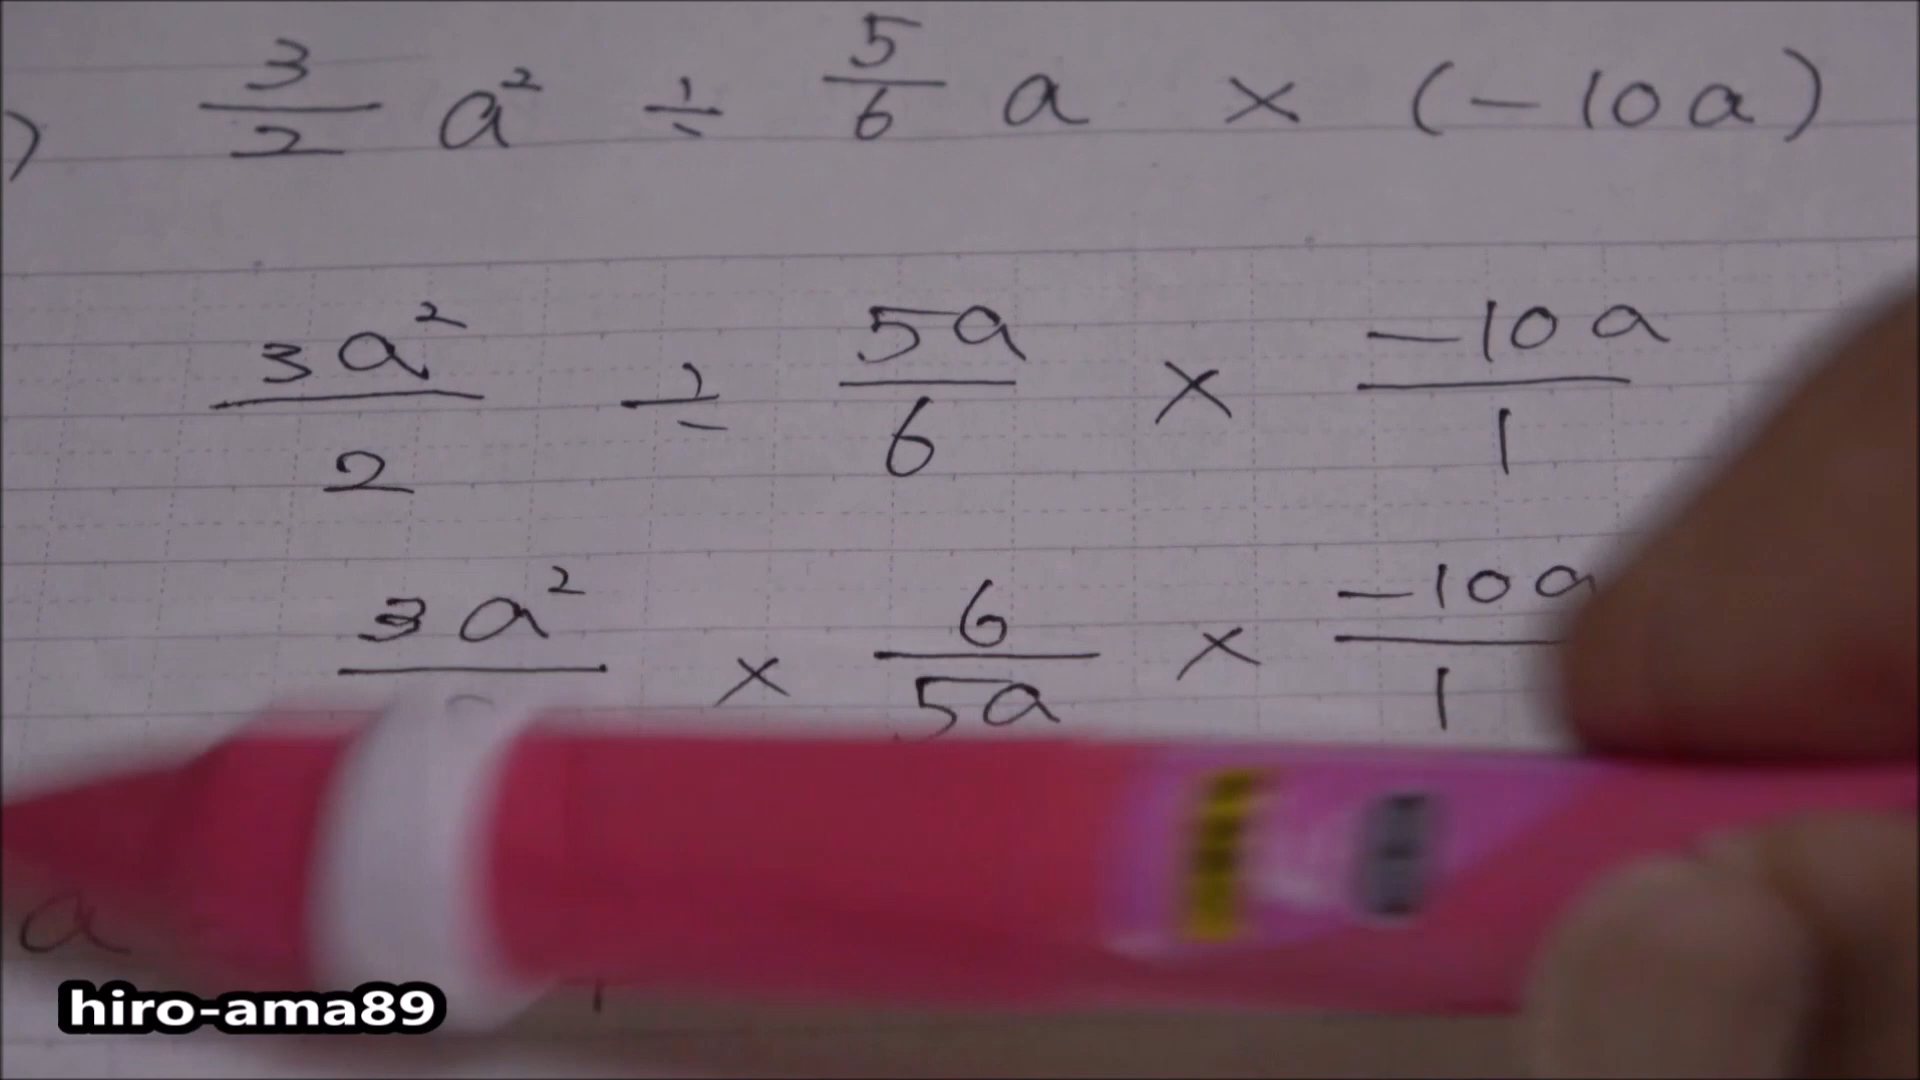 ) 3/2 a² ÷ 5/6 a × (-10a)
3a²/2 ÷ 5a/6 × -10a/1
3a²/ × 6/5a × -10a/1
a
hiro-ama89